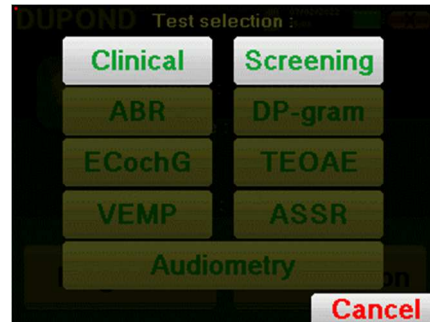 DUPOND Test selection :
Clinical Screening
ABR DP-gram
ECochG TEOAE
VEMP ASSR
Audiometry
Cancel